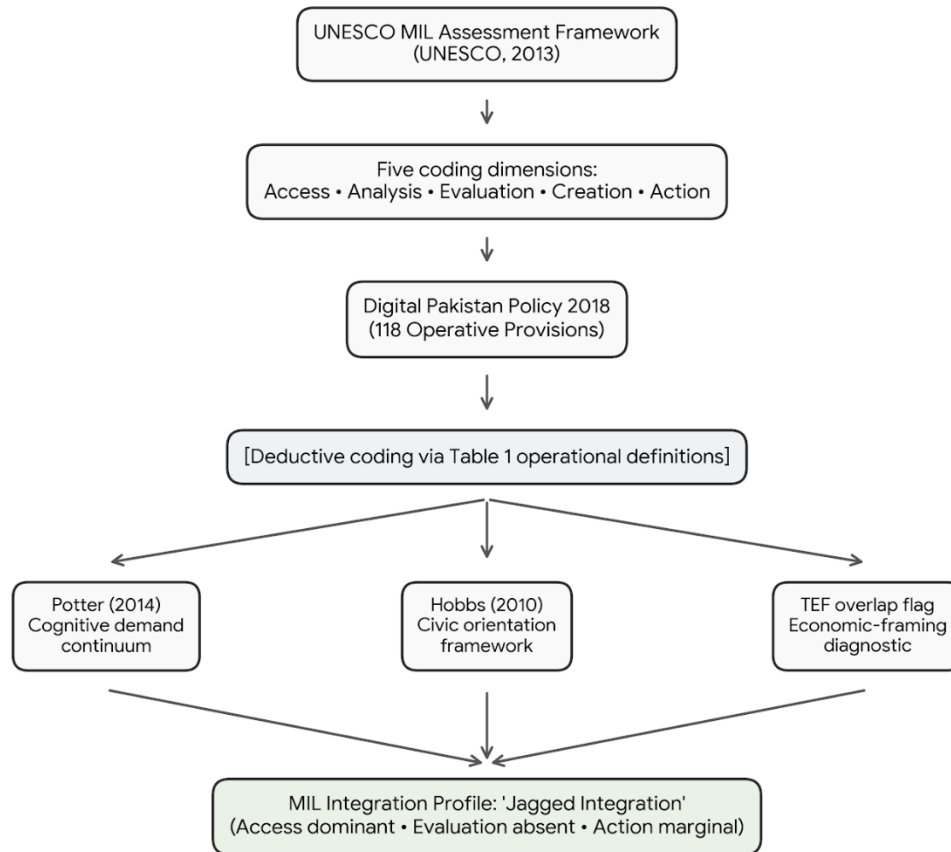 UNESCO MIL Assessment Framework
(UNESCO, 2013)
Five coding dimensions:
Access • Analysis • Evaluation • Creation • Action
Digital Pakistan Policy 2018
(118 Operative Provisions)
[Deductive coding via Table 1 operational definitions]
Potter (2014)
Cognitive demand
continuum
Hobbs (2010)
Civic orientation
framework
TEF overlap flag
Economic-framing
diagnostic
MIL Integration Profile: 'Jagged Integration'
(Access dominant • Evaluation absent • Action marginal)